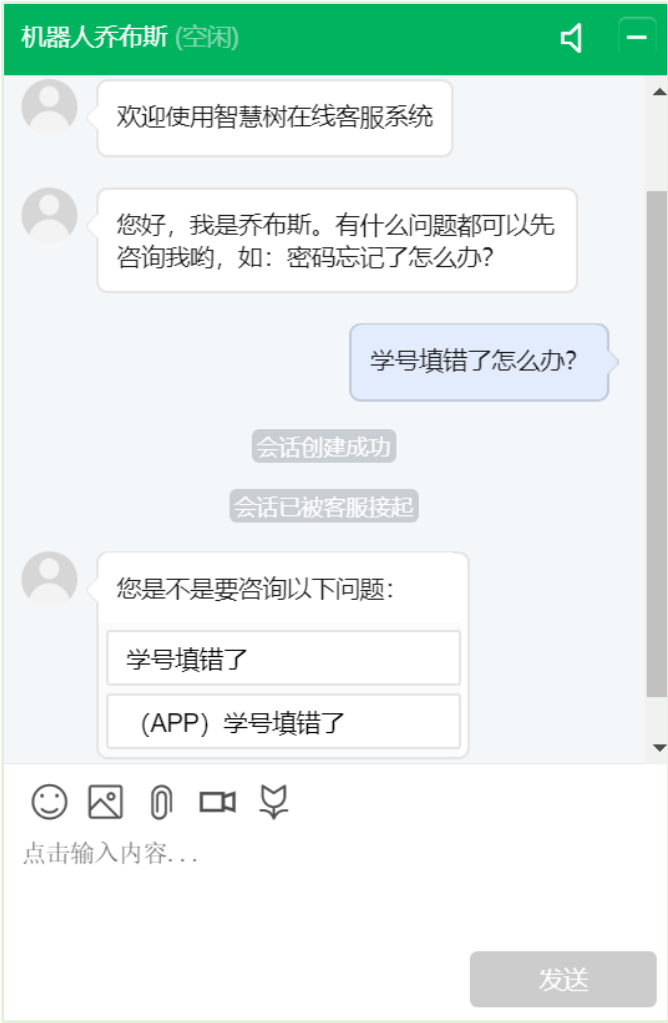 机器人乔布斯 (空闲)
欢迎使用智慧树在线客服系统
您好，我是乔布斯。有什么问题都可以先
咨询我哟，如：密码忘记了怎么办？
学号填错了怎么办？
会话创建成功
会话已被客服接起
您是不是要咨询以下问题：
学号填错了
（APP）学号填错了
点击输入内容...
发送